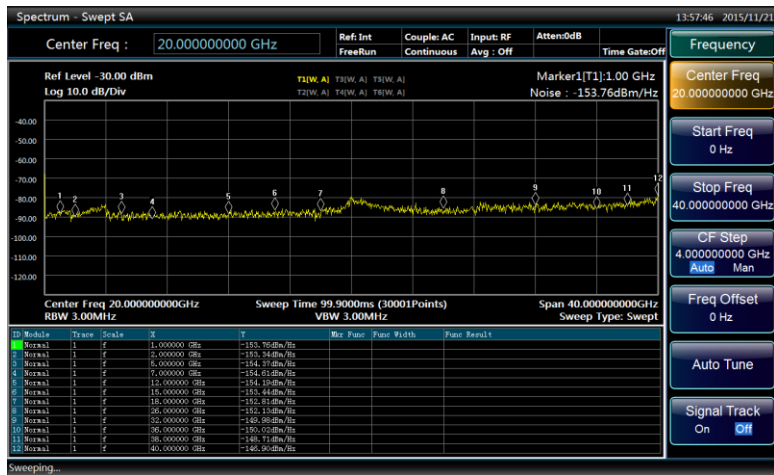 Spectrum - Swept SA
13:57:46 2015/11/21
Center Freq : 20.000000000 GHz
Ref: Int Couple: AC Input: RF Atten:0dB
FreeRun Continuous Avg : Off Time Gate:Off
Frequency
Ref Level -30.00 dBm
Log 10.0 dB/Div
T1[W, A] T3[W, A] T5[W, A]
T2[W, A] T4[W, A] T6[W, A]
Marker1[T1]:1.00 GHz
Noise : -153.76dBm/Hz
-40.00
-50.00
-60.00
-70.00
-80.00
-90.00
-100.00
-110.00
-120.00
1 2 3 4 5 6 7 8 9 10 11 12
Center Freq 20.000000000GHz Sweep Time 99.9000ms (30001Points) Span 40.000000000GHz
RBW 3.00MHz VBW 3.00MHz Sweep Type: Swept
ID Module Trace Scale X Y Mkr Func Func Width Func Result
1 Normal 1 f 1.000000 GHz -153.76dBm/Hz
2 Normal 1 f 2.000000 GHz -153.34dBm/Hz
3 Normal 1 f 5.000000 GHz -154.37dBm/Hz
4 Normal 1 f 7.000000 GHz -154.61dBm/Hz
5 Normal 1 f 12.000000 GHz -154.19dBm/Hz
6 Normal 1 f 15.000000 GHz -153.44dBm/Hz
7 Normal 1 f 18.000000 GHz -152.81dBm/Hz
8 Normal 1 f 26.000000 GHz -152.13dBm/Hz
9 Normal 1 f 32.000000 GHz -149.98dBm/Hz
10 Normal 1 f 36.000000 GHz -150.02dBm/Hz
11 Normal 1 f 38.000000 GHz -148.71dBm/Hz
12 Normal 1 f 40.000000 GHz -146.90dBm/Hz
Center Freq
20.000000000 GHz
Start Freq
0 Hz
Stop Freq
40.000000000 GHz
CF Step
4.000000000 GHz
Auto Man
Freq Offset
0 Hz
Auto Tune
Signal Track
On Off
Sweeping...